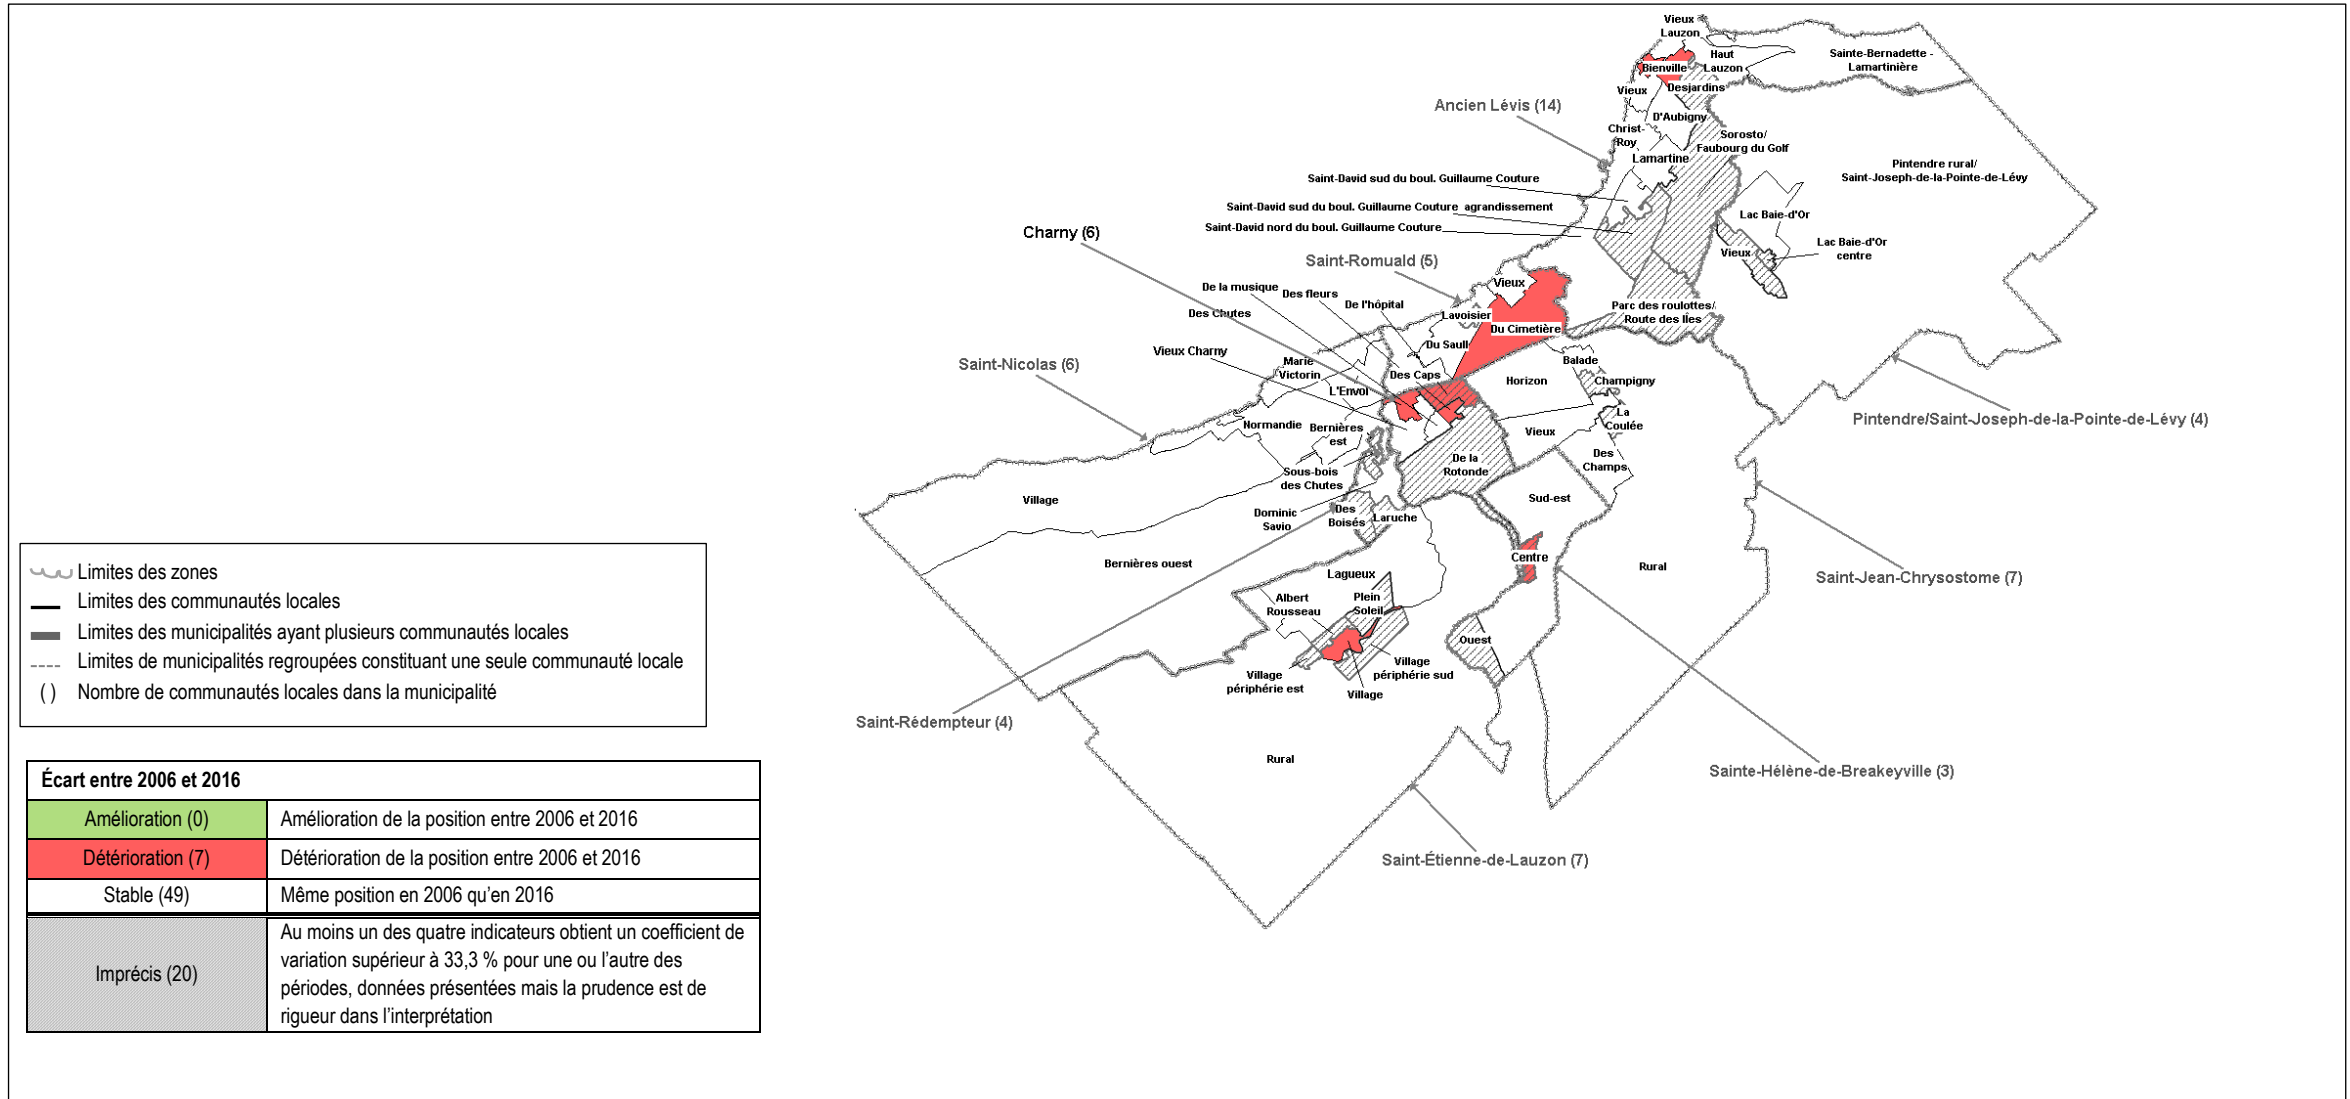 Vieux
Lauzon
Haut
Lauzon
Sainte-Bernadette -
Lamartinière
Bienville
Desjardins
Vieux
Ancien Lévis (14)
D'Aubigny
Christ-
Roy
Sorosto/
Faubourg du Golf
Lamartine
Pintendre rural/
Saint-Joseph-de-la-Pointe-de-Lévy
Saint-David sud du boul. Guillaume Couture
Saint-David sud du boul. Guillaume Couture agrandissement
Saint-David nord du boul. Guillaume Couture
Lac Baie-d'Or
Lac Baie-d'Or
centre
Vieux
Charny (6)
Saint-Romuald (5)
Vieux
De la musique
Des fleurs
De l'hôpital
Des Chutes
Lavoisier
Du Cimetière
Parc des roulottes/
Route des Iles
Vieux Charny
Du Sault
Saint-Nicolas (6)
Marie
Victorin
Balade
L'Envol
Des Caps
Horizon
Champigny
La
Coulée
Pintendre/Saint-Joseph-de-la-Pointe-de-Lévy (4)
Normandie
Bernières
est
Vieux
De la
Rotonde
Des
Champs
Sous-bois
des Chutes
Village
Sud-est
Dominic
Savio
Des
Boisés
Laruche
Bernières ouest
Centre
Rural
Saint-Jean-Chrysostome (7)
Lagueux
Albert
Rousseau
Plein
Soleil
Ouest
Village
périphérie est
Village
périphérie sud
Village
Saint-Rédempteur (4)
Rural
Sainte-Hélène-de-Breakeyville (3)
Saint-Étienne-de-Lauzon (7)
Limites des zones
Limites des communautés locales
Limites des municipalités ayant plusieurs communautés locales
Limites de municipalités regroupées constituant une seule communauté locale
( ) Nombre de communautés locales dans la municipalité
Écart entre 2006 et 2016
Amélioration (0) Amélioration de la position entre 2006 et 2016
Détérioration (7) Détérioration de la position entre 2006 et 2016
Stable (49) Même position en 2006 qu'en 2016
Imprécis (20)
Au moins un des quatre indicateurs obtient un coefficient de
variation supérieur à 33,3 % pour une ou l'autre des
périodes, données présentées mais la prudence est de
rigueur dans l'interprétation